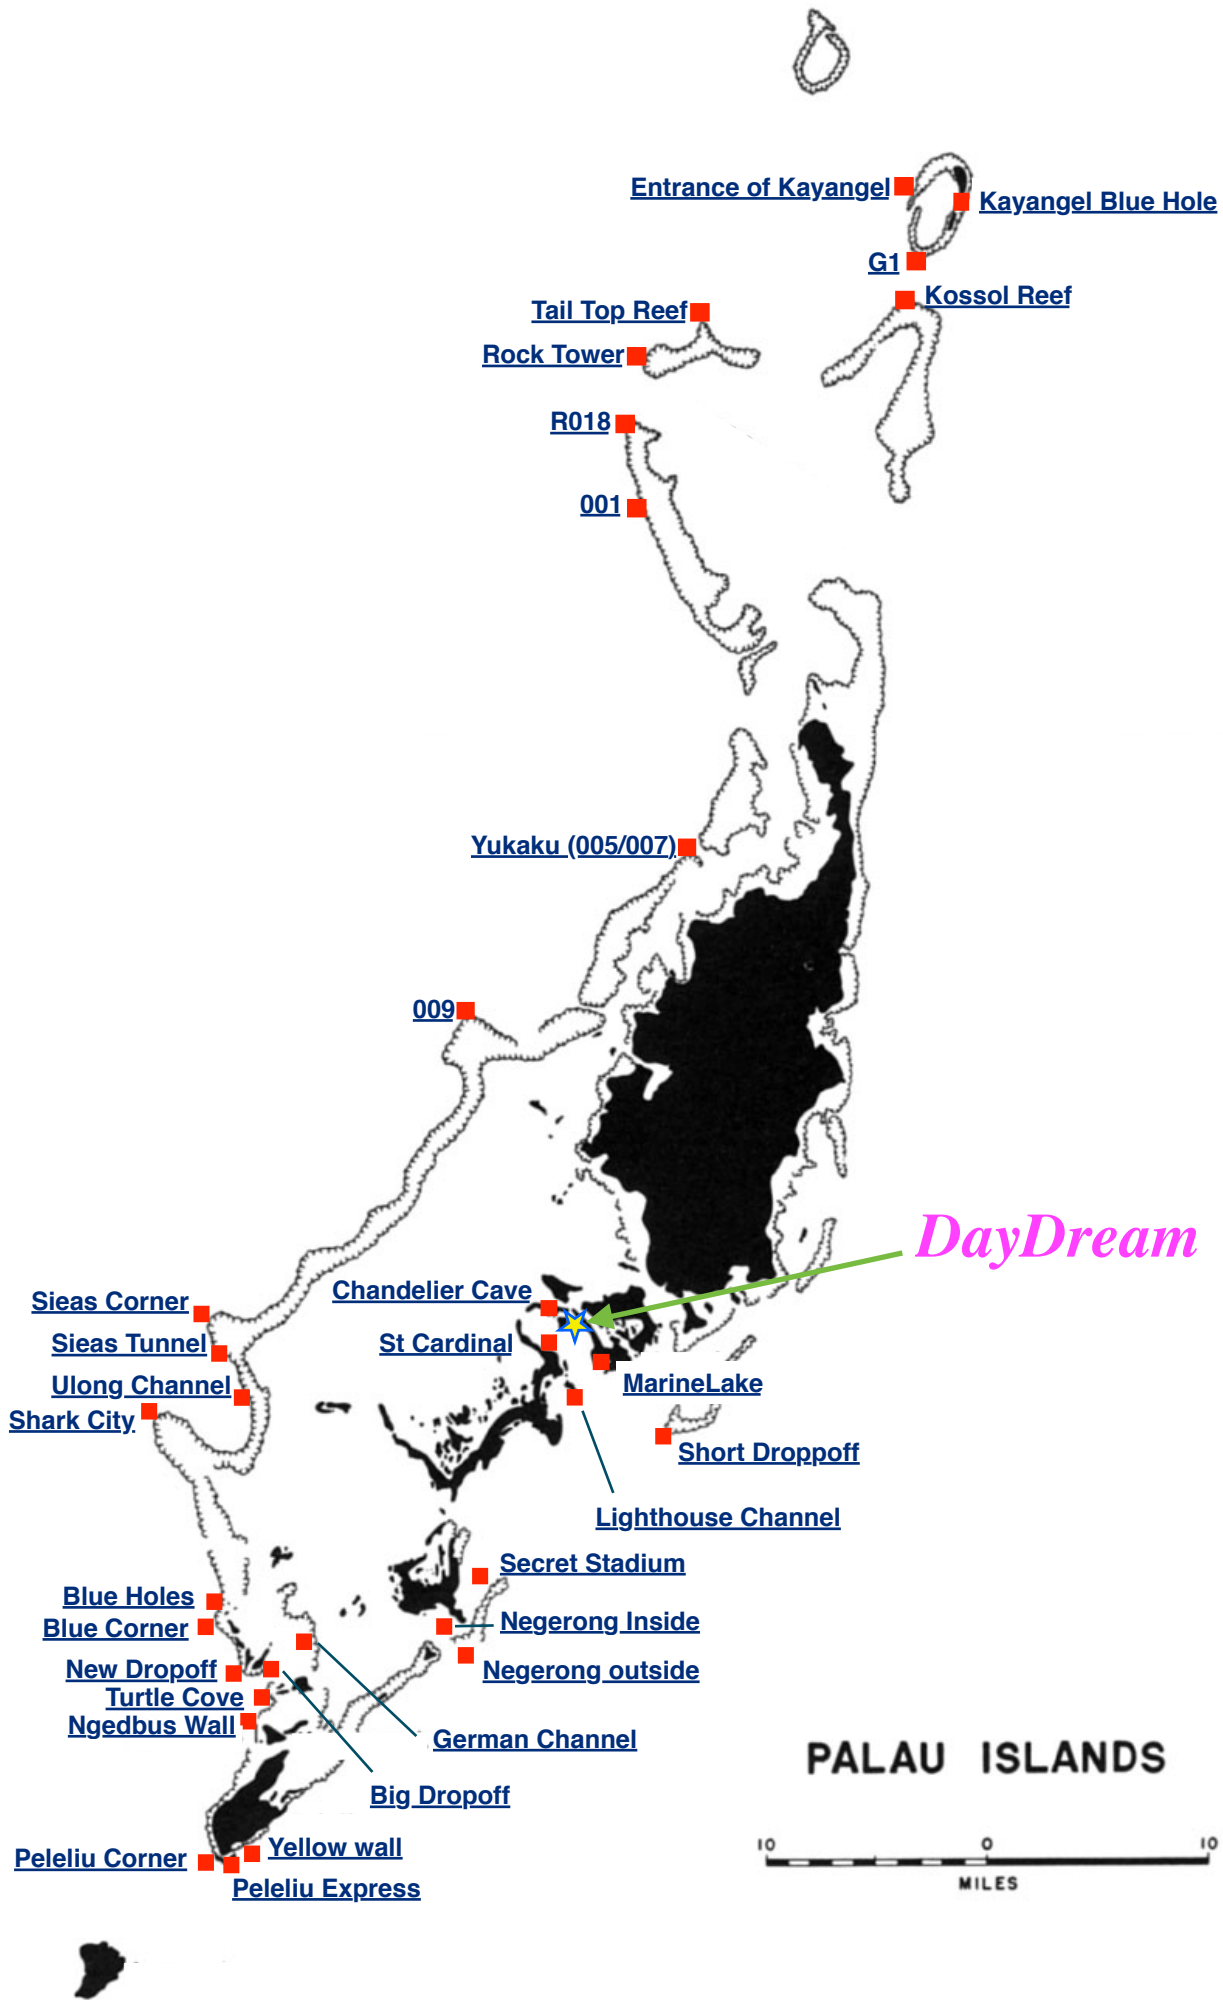 Entrance of Kayangel
Kayangel Blue Hole
G1
Kossol Reef
Tail Top Reef
Rock Tower
R018
001
Yukaku (005/007)
009
DayDream
Chandelier Cave
Sieas Corner
St Cardinal
Sieas Tunnel
MarineLake
Ulong Channel
Shark City
Short Droppoff
Lighthouse Channel
Secret Stadium
Blue Holes
Negerong Inside
Blue Corner
New Dropoff
Negerong outside
Turtle Cove
Ngedbus Wall
German Channel
PALAU ISLANDS
Big Dropoff
10 0 10
MILES
Yellow wall
Peleliu Corner
Peleliu Express